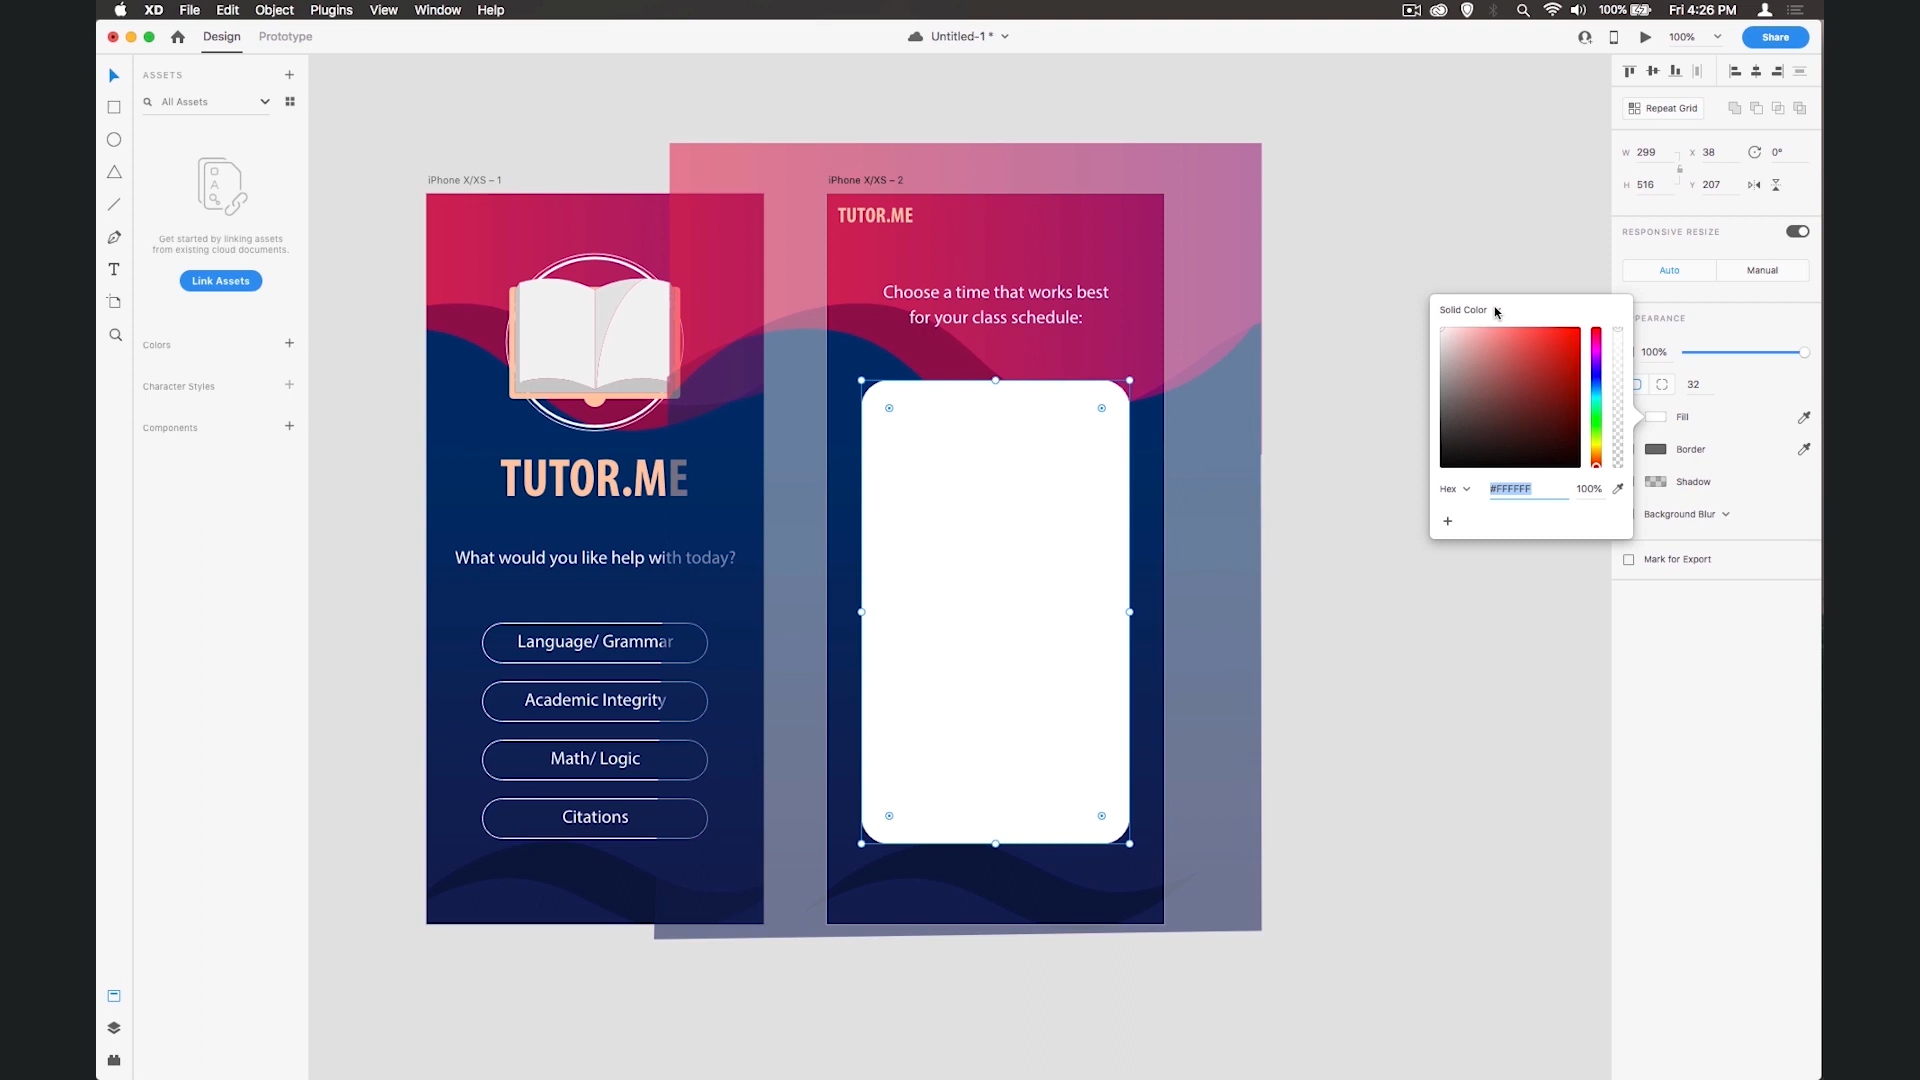 XD File Edit Object Plugins View Window Help
100% Fri 4:26 PM
Design Prototype
Untitled-1 *
100%
Share
ASSETS
All Assets
Get started by linking assets
from existing cloud documents.
Link Assets
Colors
Character Styles
Components
iPhone X/XS – 1
TUTOR.ME
What would you like help with today?
Language/ Grammar
Academic Integrity
Math/ Logic
Citations
iPhone X/XS – 2
TUTOR.ME
Choose a time that works best
for your class schedule:
Solid Color
Hex #FFFFFF 100%
Repeat Grid
W 299 X 38 0°
H 516 Y 207
RESPONSIVE RESIZE
Auto Manual
PEARANCE
100%
32
Fill
Border
Shadow
Background Blur
Mark for Export